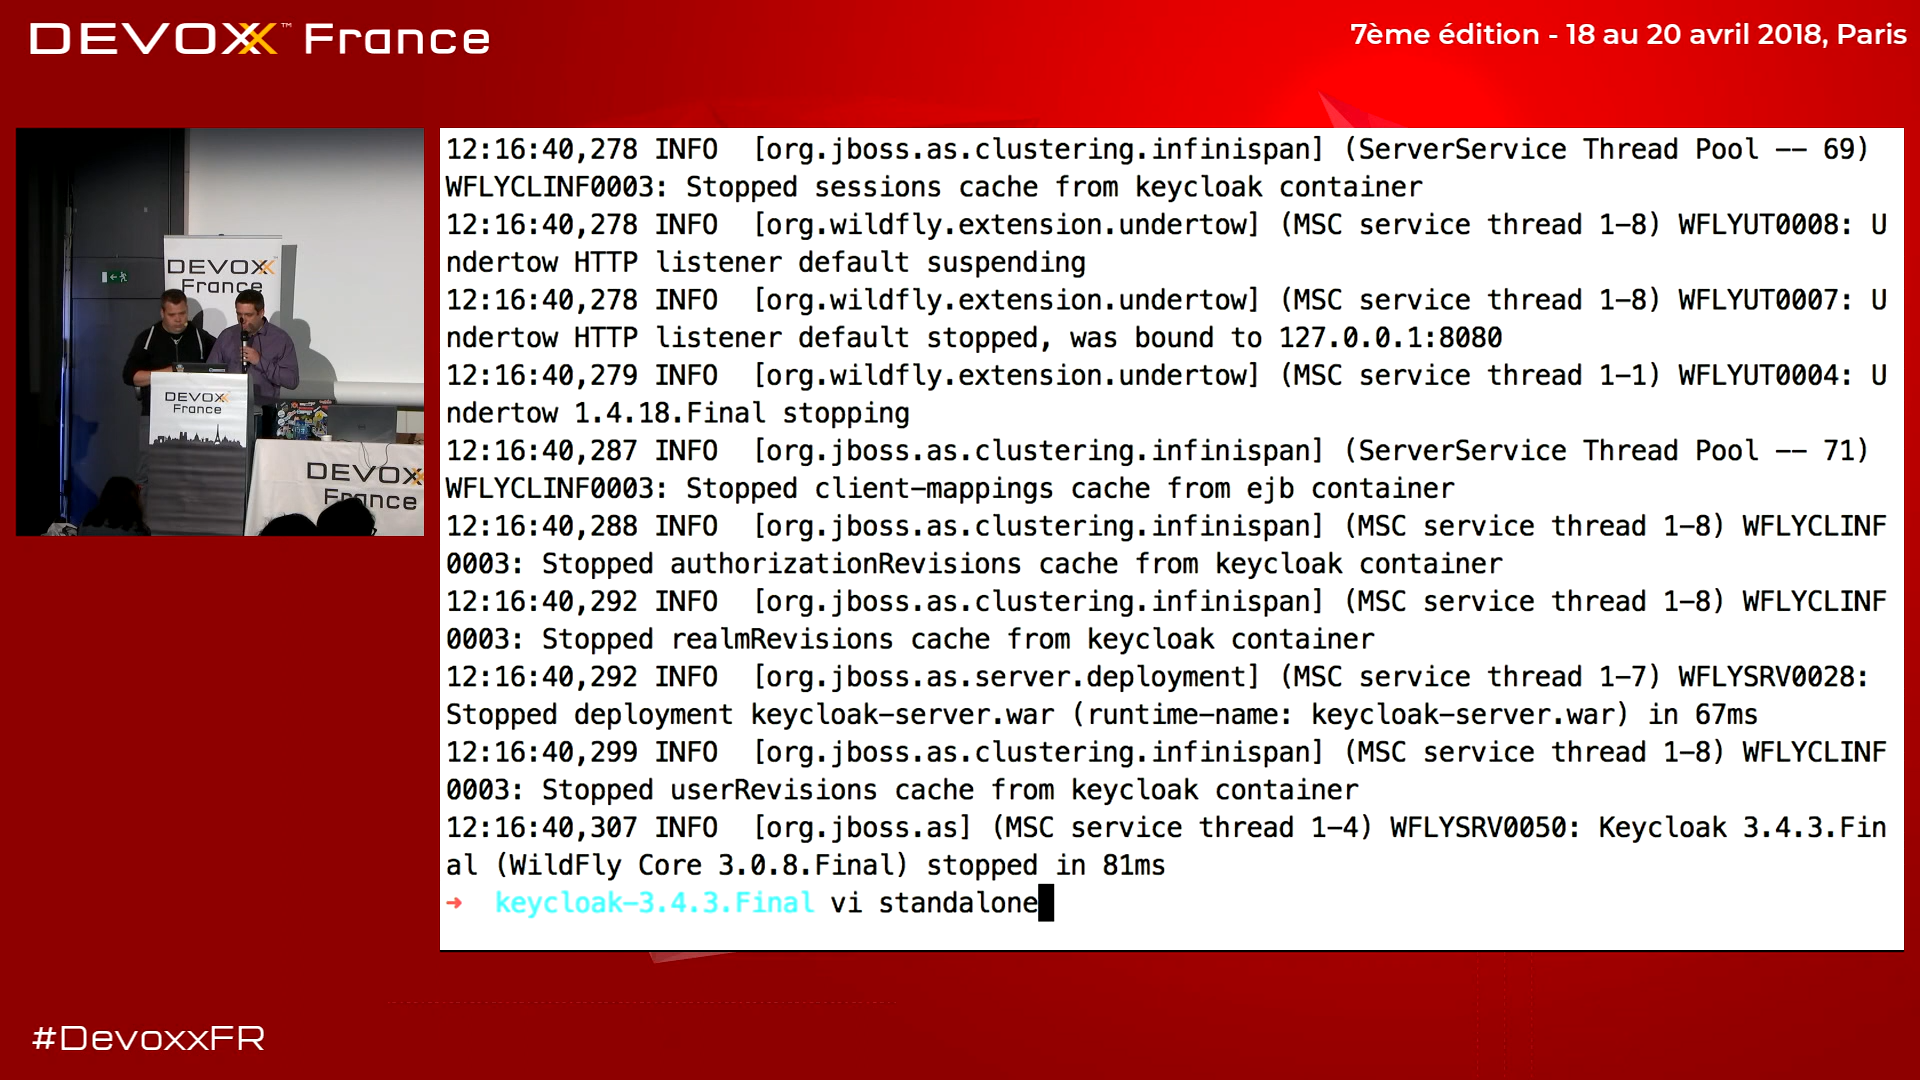 DEVOXX™ France
7ème édition - 18 au 20 avril 2018, Paris
DEVOXX
France
DEVOXX
France
DEVOXX
France
12:16:40,278 INFO  [org.jboss.as.clustering.infinispan] (ServerService Thread Pool -- 69)
WFLYCLINF0003: Stopped sessions cache from keycloak container
12:16:40,278 INFO  [org.wildfly.extension.undertow] (MSC service thread 1-8) WFLYUT0008: U
ndertow HTTP listener default suspending
12:16:40,278 INFO  [org.wildfly.extension.undertow] (MSC service thread 1-8) WFLYUT0007: U
ndertow HTTP listener default stopped, was bound to 127.0.0.1:8080
12:16:40,279 INFO  [org.wildfly.extension.undertow] (MSC service thread 1-1) WFLYUT0004: U
ndertow 1.4.18.Final stopping
12:16:40,287 INFO  [org.jboss.as.clustering.infinispan] (ServerService Thread Pool -- 71)
WFLYCLINF0003: Stopped client-mappings cache from ejb container
12:16:40,288 INFO  [org.jboss.as.clustering.infinispan] (MSC service thread 1-8) WFLYCLINF
0003: Stopped authorizationRevisions cache from keycloak container
12:16:40,292 INFO  [org.jboss.as.clustering.infinispan] (MSC service thread 1-8) WFLYCLINF
0003: Stopped realmRevisions cache from keycloak container
12:16:40,292 INFO  [org.jboss.as.server.deployment] (MSC service thread 1-7) WFLYSRV0028:
Stopped deployment keycloak-server.war (runtime-name: keycloak-server.war) in 67ms
12:16:40,299 INFO  [org.jboss.as.clustering.infinispan] (MSC service thread 1-8) WFLYCLINF
0003: Stopped userRevisions cache from keycloak container
12:16:40,307 INFO  [org.jboss.as] (MSC service thread 1-4) WFLYSRV0050: Keycloak 3.4.3.Fin
al (WildFly Core 3.0.8.Final) stopped in 81ms
➜  keycloak-3.4.3.Final vi standalone
#DevoxxFR